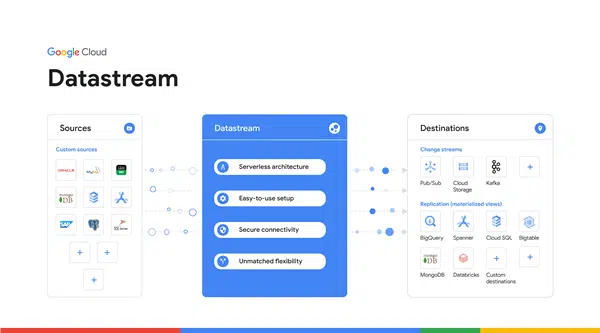 Google Cloud
Datastream
Sources
Custom sources
ORACLE
MySQL
mongoDB
SAP
SQL Server
Datastream
Serverless architecture
Easy-to-use setup
Secure connectivity
Unmatched flexibility
Destinations
Change streams
Pub/Sub
Cloud
Storage
Kafka
Replication (materialized views)
BigQuery
Spanner
Cloud SQL
Bigtable
mongoDB
MongoDB
Databricks
Custom
destinations